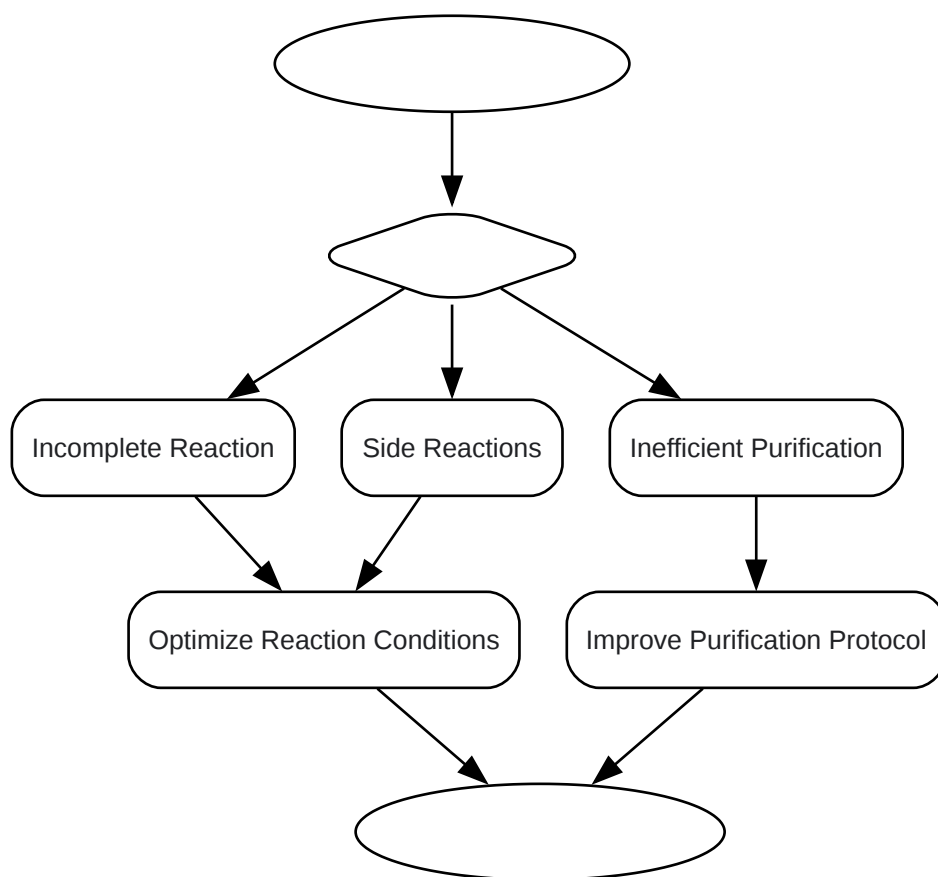 Incomplete Reaction
Side Reactions
Inefficient Purification
Optimize Reaction Conditions
Improve Purification Protocol